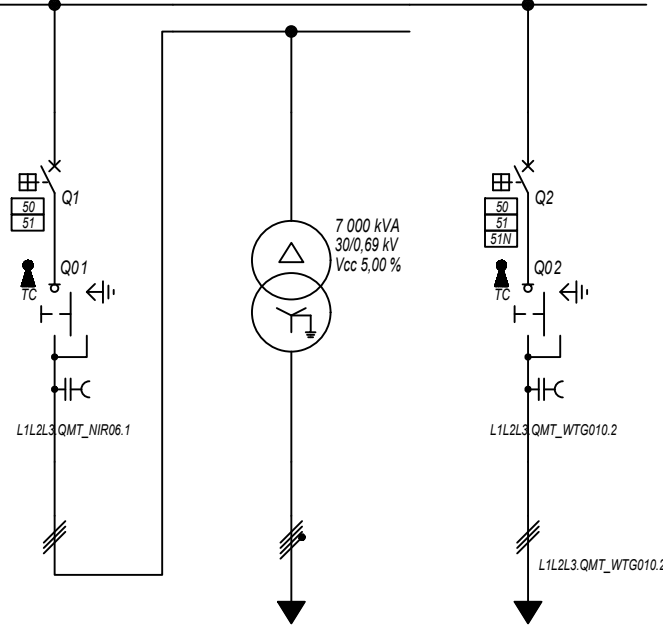 Q1
50
51
Q01
TC
L1L2L3.QMT_NIR06.1
7 000 kVA
30/0,69 kV
Vcc 5,00 %
Q2
50
51
51N
Q02
TC
L1L2L3.QMT_WTG010.2
L1L2L3.QMT_WTG010.2